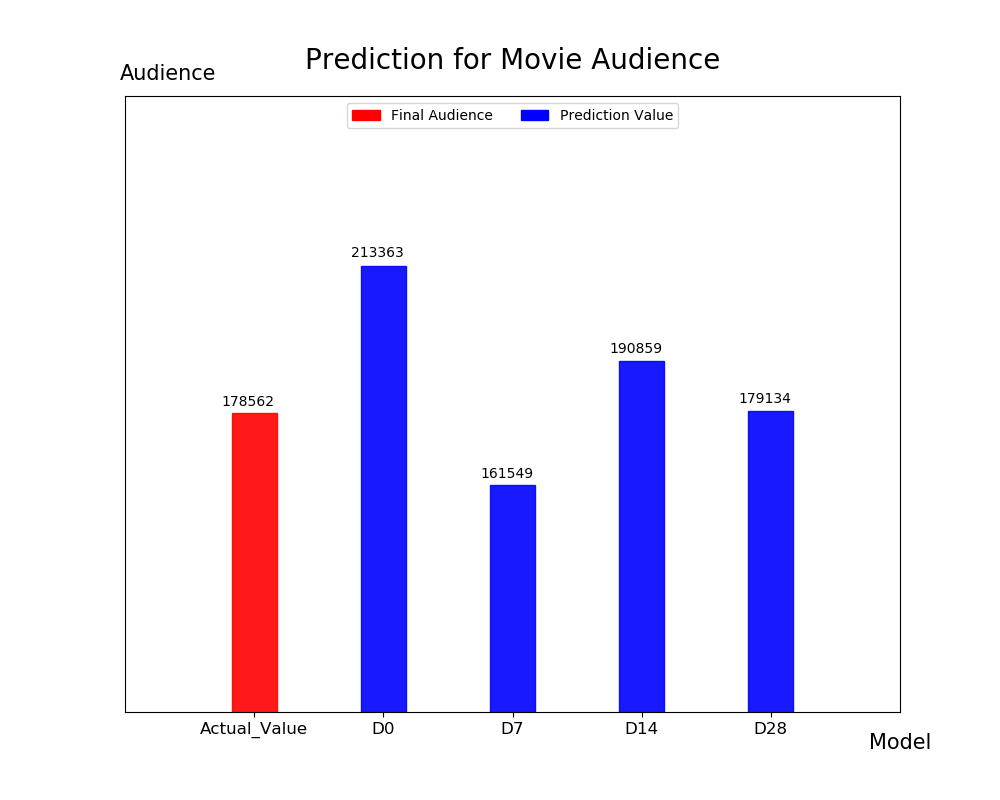 Prediction for Movie Audience
Audience
Final Audience Prediction Value
213363
190859
179134
178562
161549
Actual_Value D0 D7 D14 D28
Model